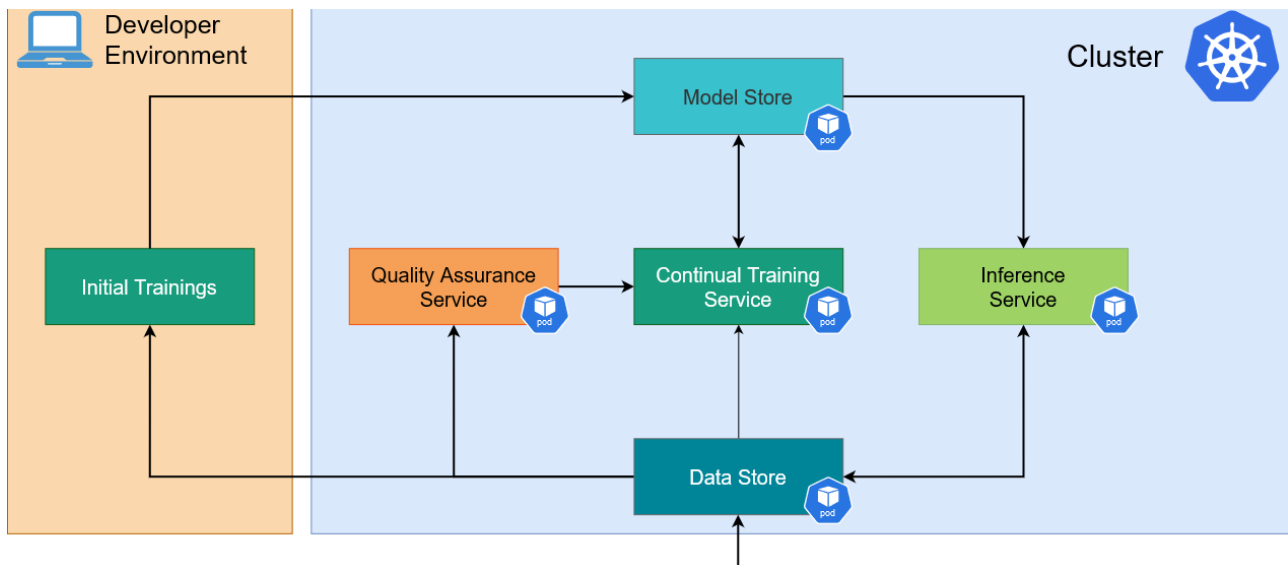 Developer
Environment
Cluster
Model Store
pod
Initial Trainings
Quality Assurance
Service
pod
Continual Training
Service
pod
Inference
Service
pod
Data Store
pod